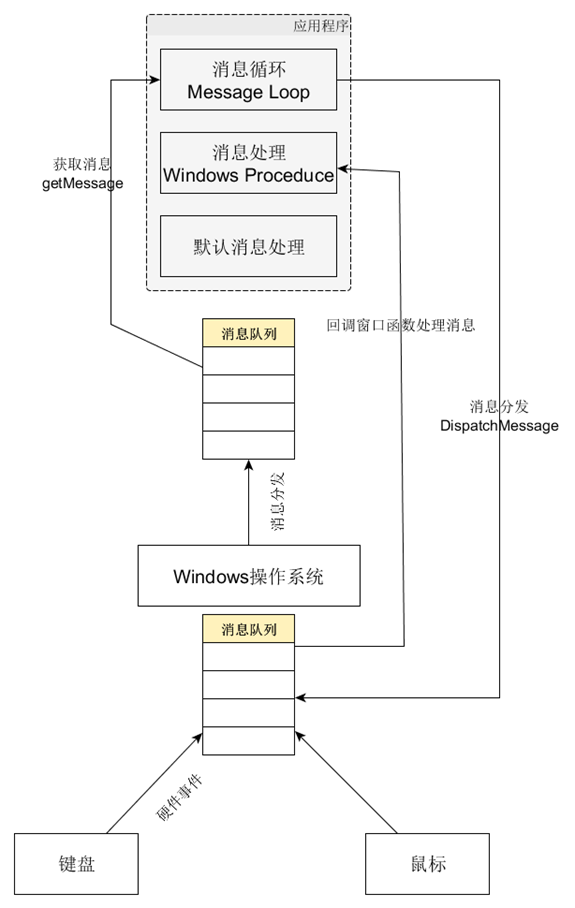 应用程序
消息循环
Message Loop
消息处理
Windows Proceduce
获取消息
getMessage
默认消息处理
消息队列
回调窗口函数处理消息
消息分发
DispatchMessage
消息分发
Windows操作系统
消息队列
硬件事件
键盘
鼠标